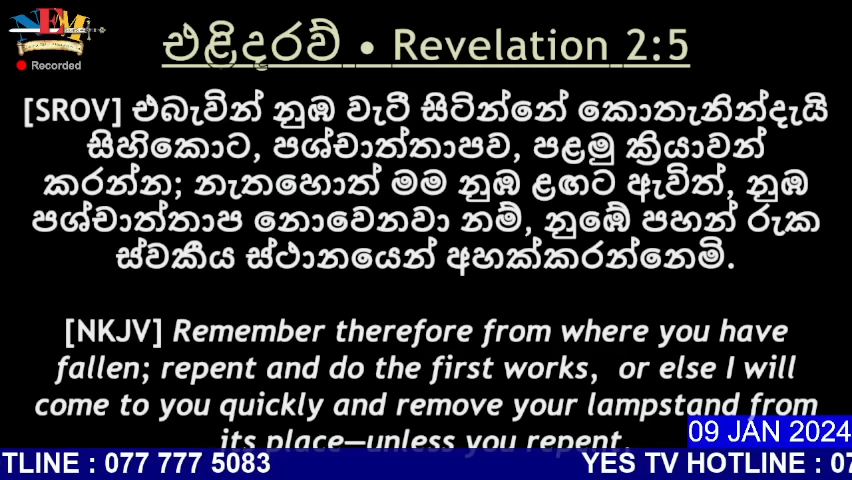 NEM
Recorded
එළිදරව් • Revelation 2:5
[SROV] එබැවින් නුඹ වැටී සිටින්නේ කොතැනින්දැයි
සිහිකොට, පශ්චාත්තාපව, පළමු ක්‍රියාවන්
කරන්න; නැතහොත් මම නුඹ ළඟට ඇවිත්, නුඹ
පශ්චාත්තාප නොවෙනවා නම්, නුඹේ පහන් රුක
ස්වකීය ස්ථානයෙන් අහක්කරන්නෙමි.
[NKJV] Remember therefore from where you have
fallen; repent and do the first works, or else I will
come to you quickly and remove your lampstand from
its place—unless you repent.
09 JAN 2024
TLINE : 077 777 5083 YES TV HOTLINE : 07